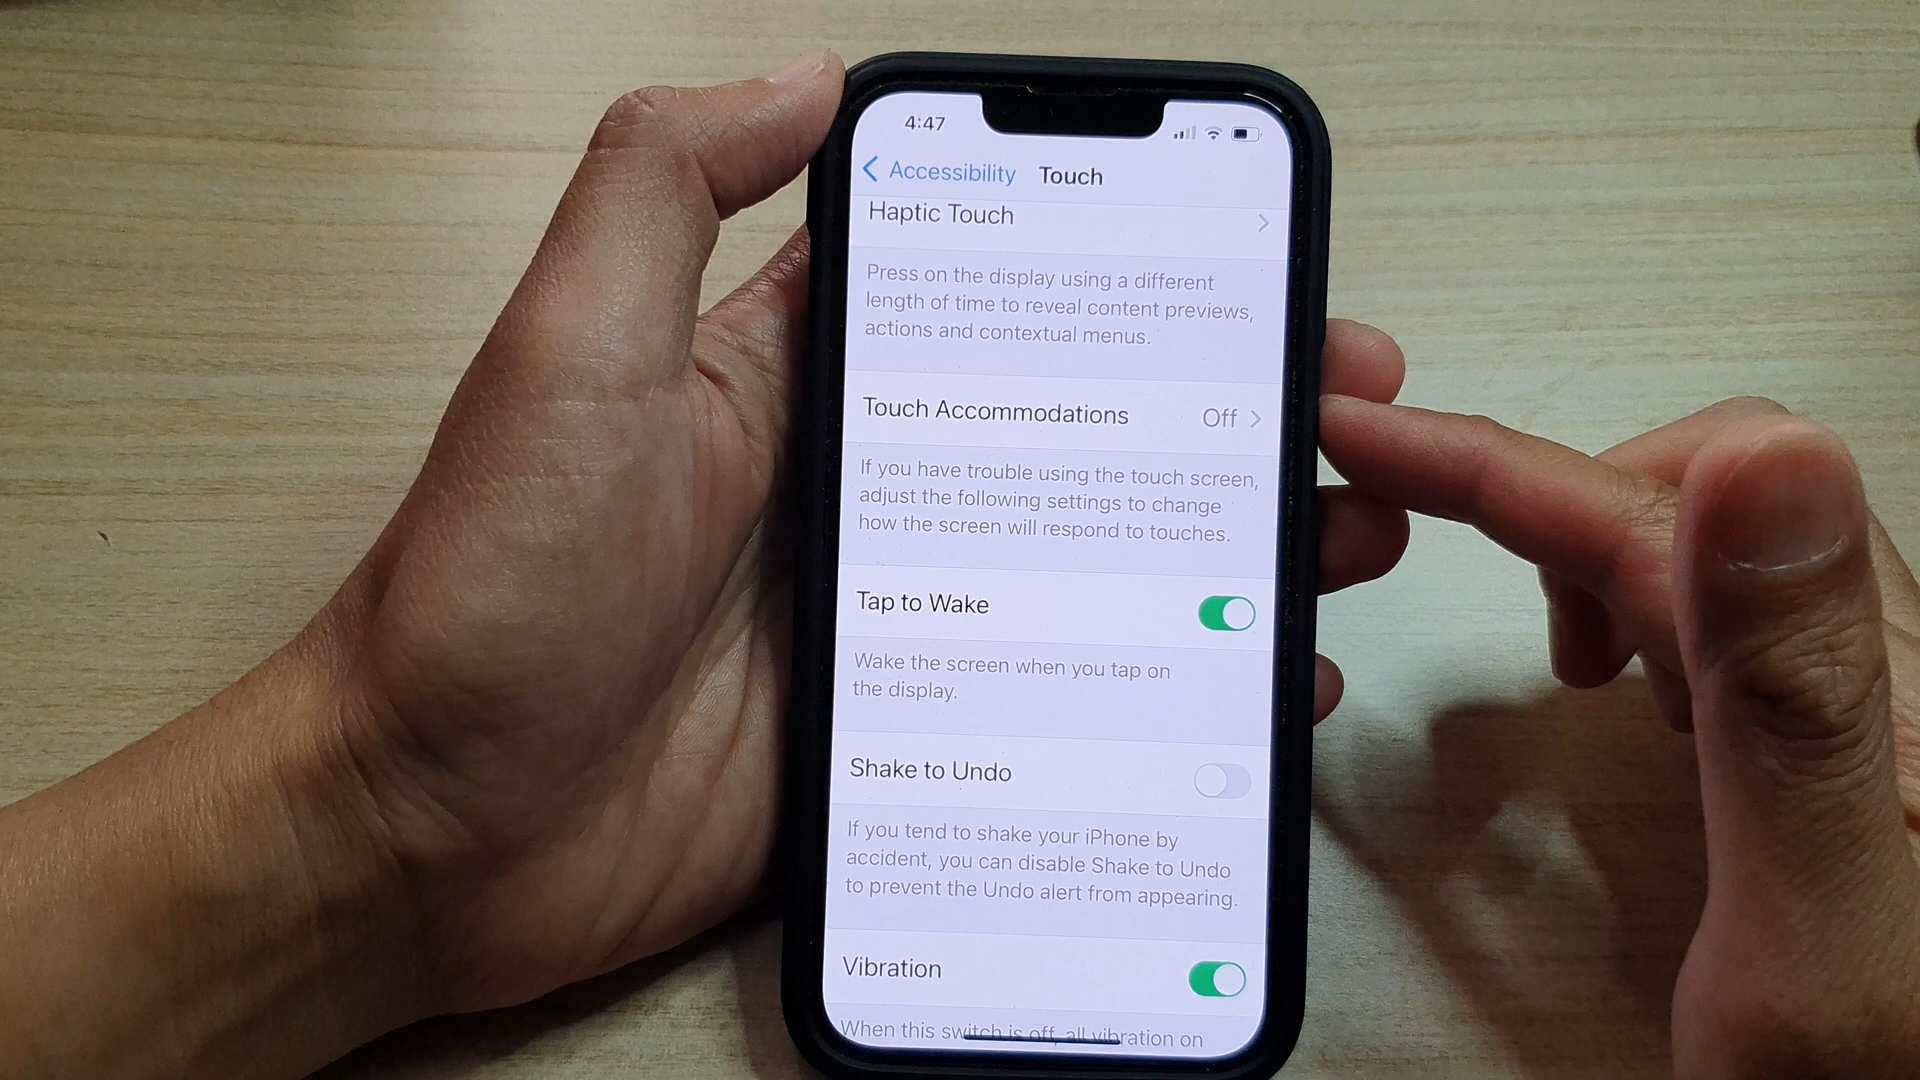 4:47
Accessibility Touch
Haptic Touch
Press on the display using a different
length of time to reveal content previews,
actions and contextual menus.
Touch Accommodations Off
If you have trouble using the touch screen,
adjust the following settings to change
how the screen will respond to touches.
Tap to Wake
Wake the screen when you tap on
the display.
Shake to Undo
If you tend to shake your iPhone by
accident, you can disable Shake to Undo
to prevent the Undo alert from appearing.
Vibration
When this switch is off, all vibration on